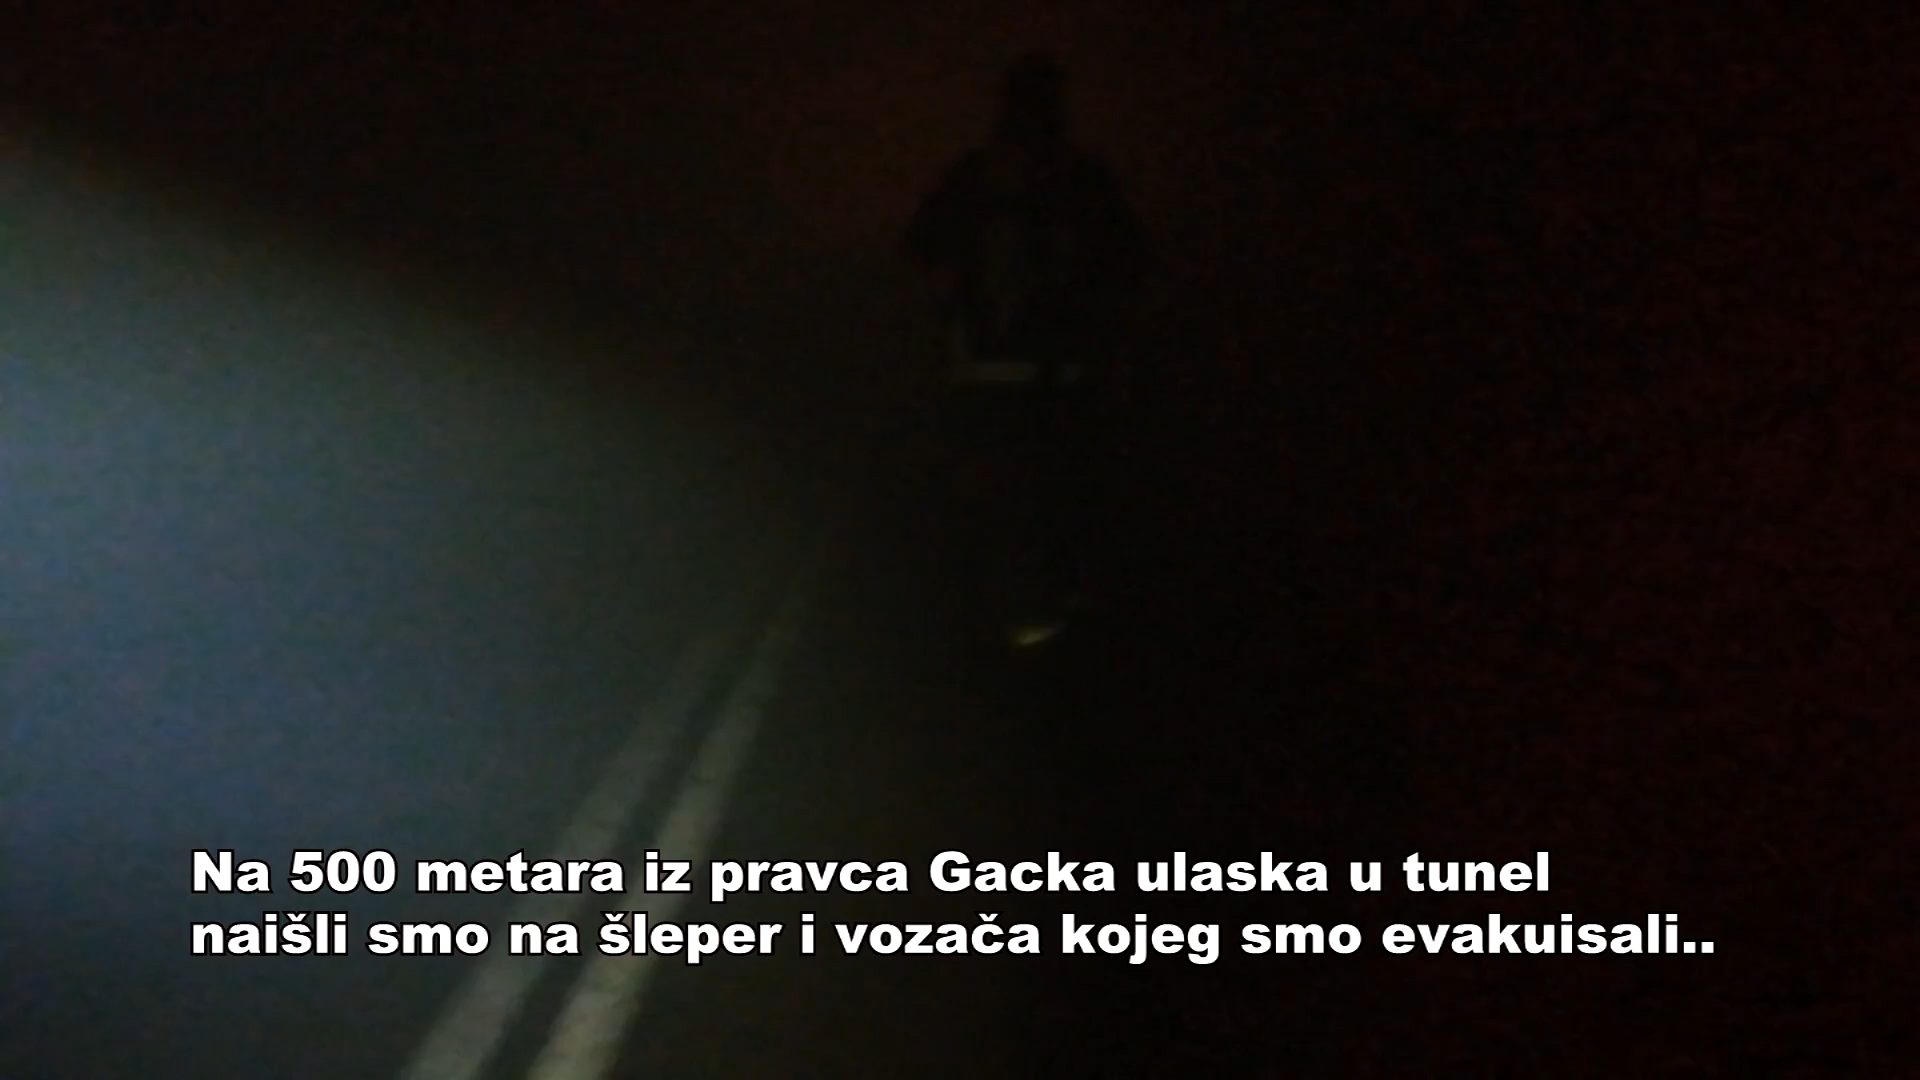 Na 500 metara iz pravca Gacka ulaska u tunel
naišli smo na šleper i vozača kojeg smo evakuisali..